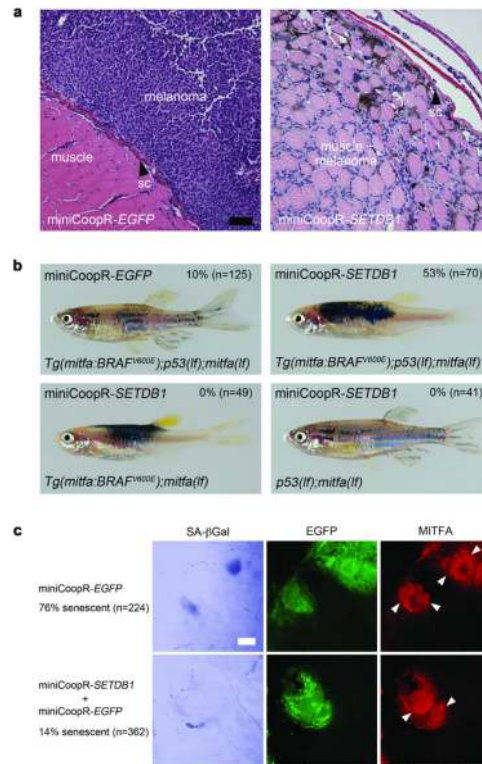 a
melanoma
muscle
sc
miniCoopR-EGFP
sc
muscle +
melanoma
miniCoopR-SETDB1
b
miniCoopR-EGFP 10% (n=125)
Tg(mitfa:BRAFV600E);p53(lf);mitfa(lf)
miniCoopR-SETDB1 53% (n=70)
Tg(mitfa:BRAFV600E);p53(lf);mitfa(lf)
miniCoopR-SETDB1 0% (n=49)
Tg(mitfa:BRAFV600E);mitfa(lf)
miniCoopR-SETDB1 0% (n=41)
p53(lf);mitfa(lf)
c
SA-βGal EGFP MITFA
miniCoopR-EGFP
76% senescent (n=224)
miniCoopR-SETDB1
+
miniCoopR-EGFP
14% senescent (n=362)